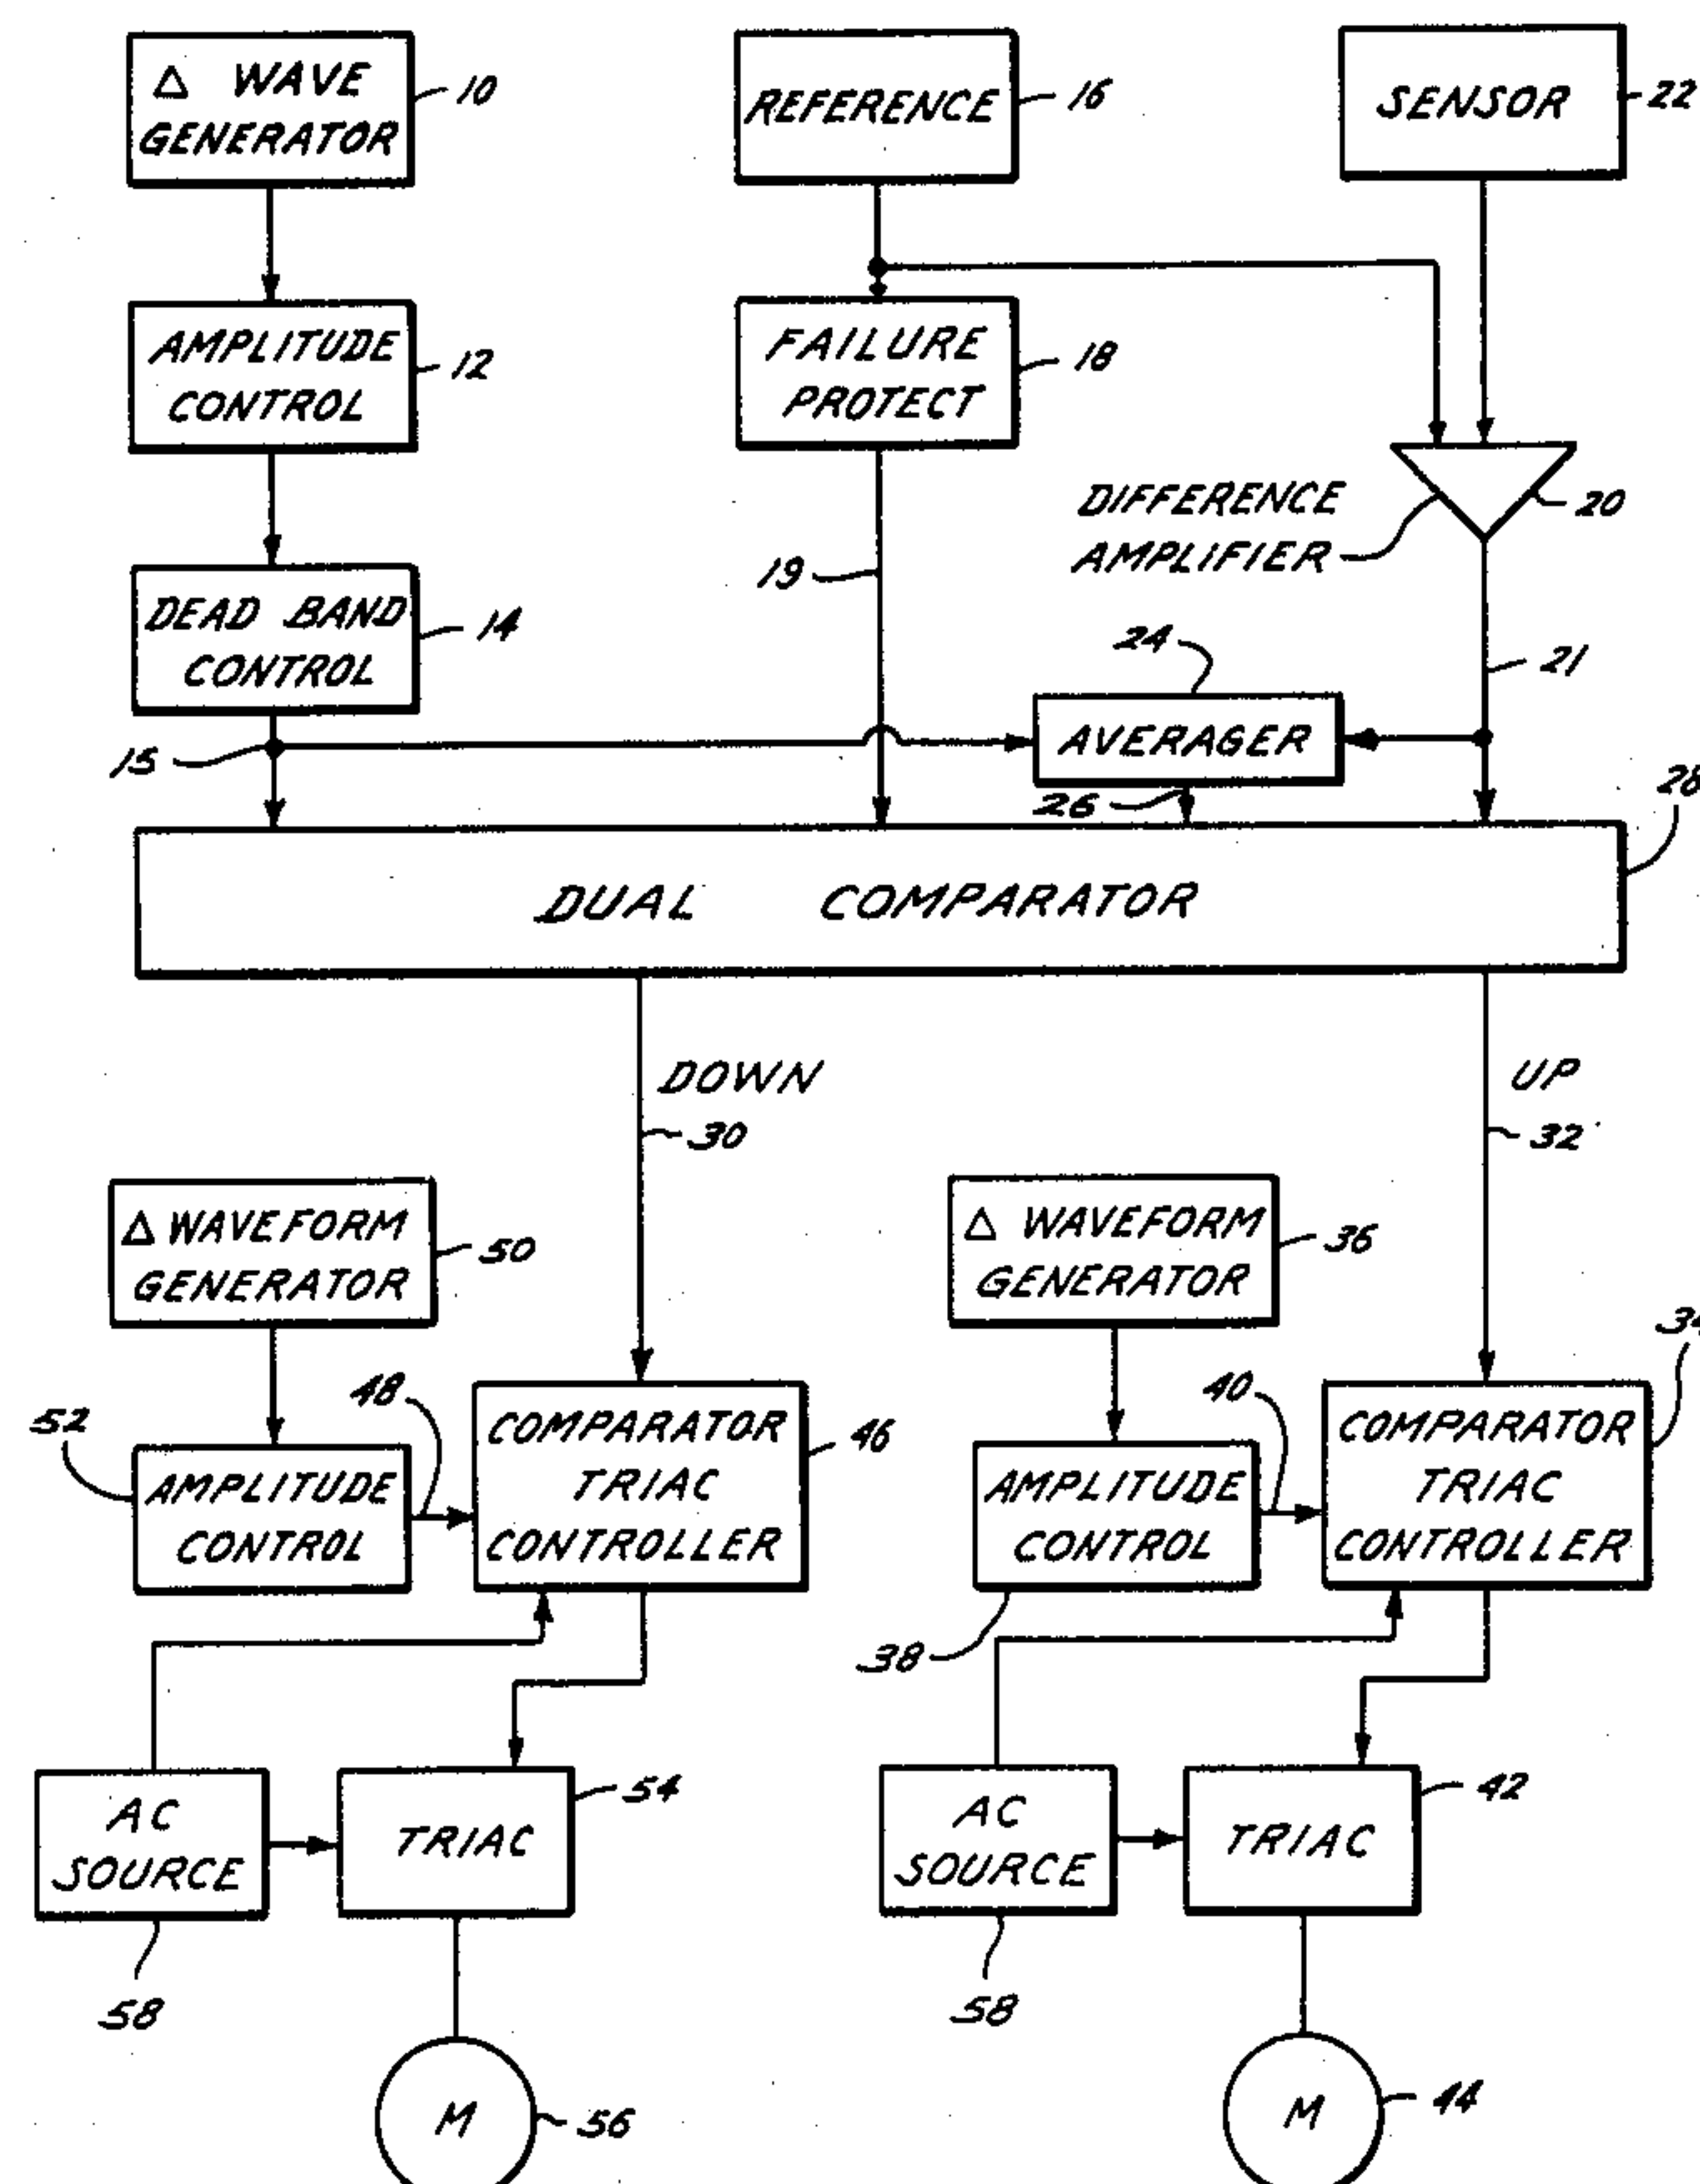 △ WAVE
GENERATOR
10
REFERENCE
16
SENSOR
22
AMPLITUDE
CONTROL
12
FAILURE
PROTECT
18
DIFFERENCE
AMPLIFIER
20
19
DEAD BAND
CONTROL
14
24
21
15
AVERAGER
26
28
DUAL COMPARATOR
DOWN
30
UP
32
△ WAVEFORM
GENERATOR
50
△ WAVEFORM
GENERATOR
36
52
48
AMPLITUDE
CONTROL
COMPARATOR
TRIAC
CONTROLLER
46
40
AMPLITUDE
CONTROL
38
COMPARATOR
TRIAC
CONTROLLER
AC
SOURCE
58
TRIAC
54
AC
SOURCE
58
TRIAC
42
M
56
M
44